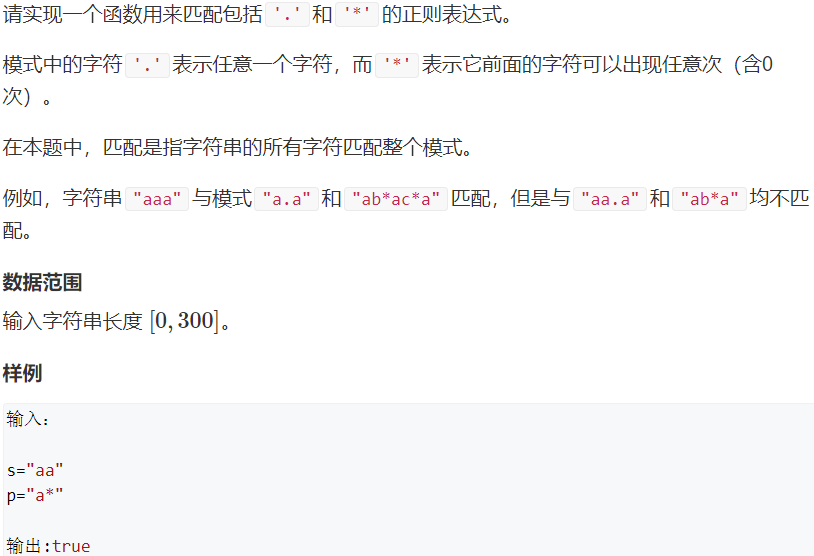 请实现一个函数用来匹配包括'.'和'*'的正则表达式。
模式中的字符'.'表示任意一个字符，而'*'表示它前面的字符可以出现任意次（含0
次）。
在本题中，匹配是指字符串的所有字符匹配整个模式。
例如，字符串"aaa"与模式"a.a"和"ab*ac*a"匹配，但是与"aa.a"和"ab*a"均不匹
配。
数据范围
输入字符串长度 [0, 300]。
样例
输入：
s="aa"
p="a*"
输出:true